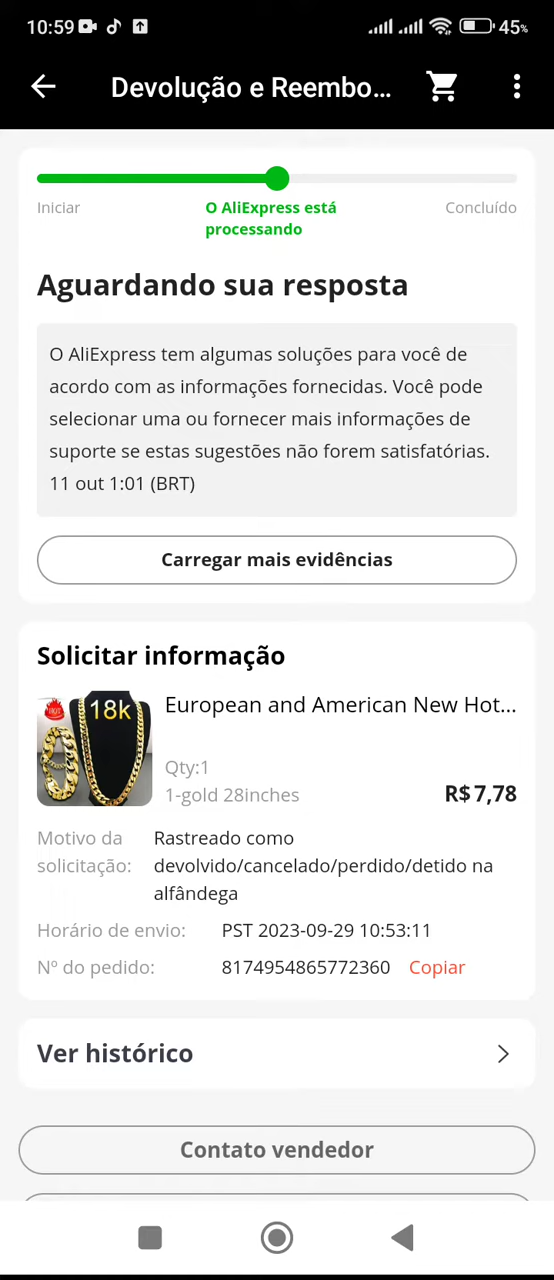 10:59
45%
Devolução e Reembo...
Iniciar
O AliExpress está
processando
Concluído
Aguardando sua resposta
O AliExpress tem algumas soluções para você de
acordo com as informações fornecidas. Você pode
selecionar uma ou fornecer mais informações de
suporte se estas sugestões não forem satisfatórias.
11 out 1:01 (BRT)
Carregar mais evidências
Solicitar informação
18k
European and American New Hot...
Qty:1
1-gold 28inches
R$7,78
Motivo da
solicitação:
Rastreado como
devolvido/cancelado/perdido/detido na
alfândega
Horário de envio:
PST 2023-09-29 10:53:11
Nº do pedido:
8174954865772360
Copiar
Ver histórico
Contato vendedor